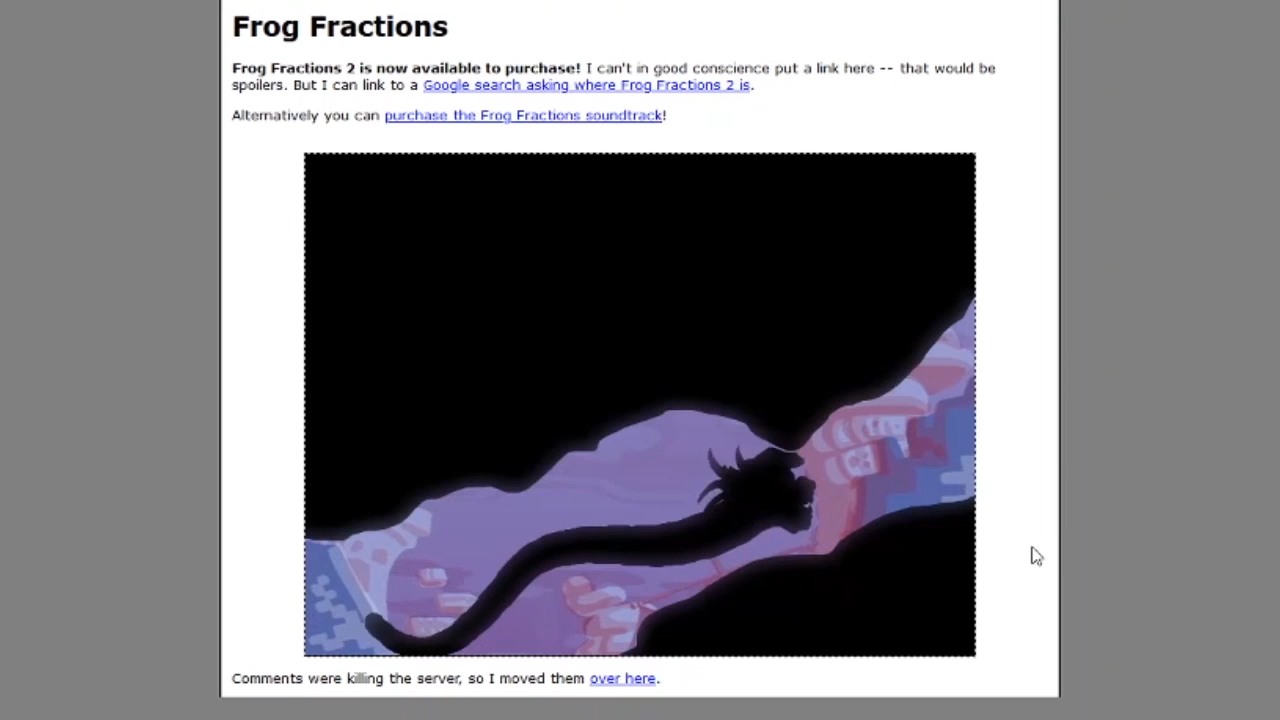 Frog Fractions
Frog Fractions 2 is now available to purchase! I can't in good conscience put a link here -- that would be
spoilers. But I can link to a Google search asking where Frog Fractions 2 is.
Alternatively you can purchase the Frog Fractions soundtrack!
Comments were killing the server, so I moved them over here.